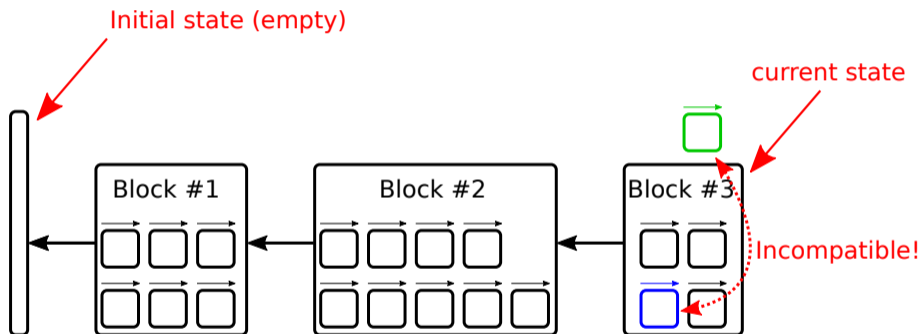 Initial state (empty)
current state
Block #1
Block #2
Block #3
Incompatible!